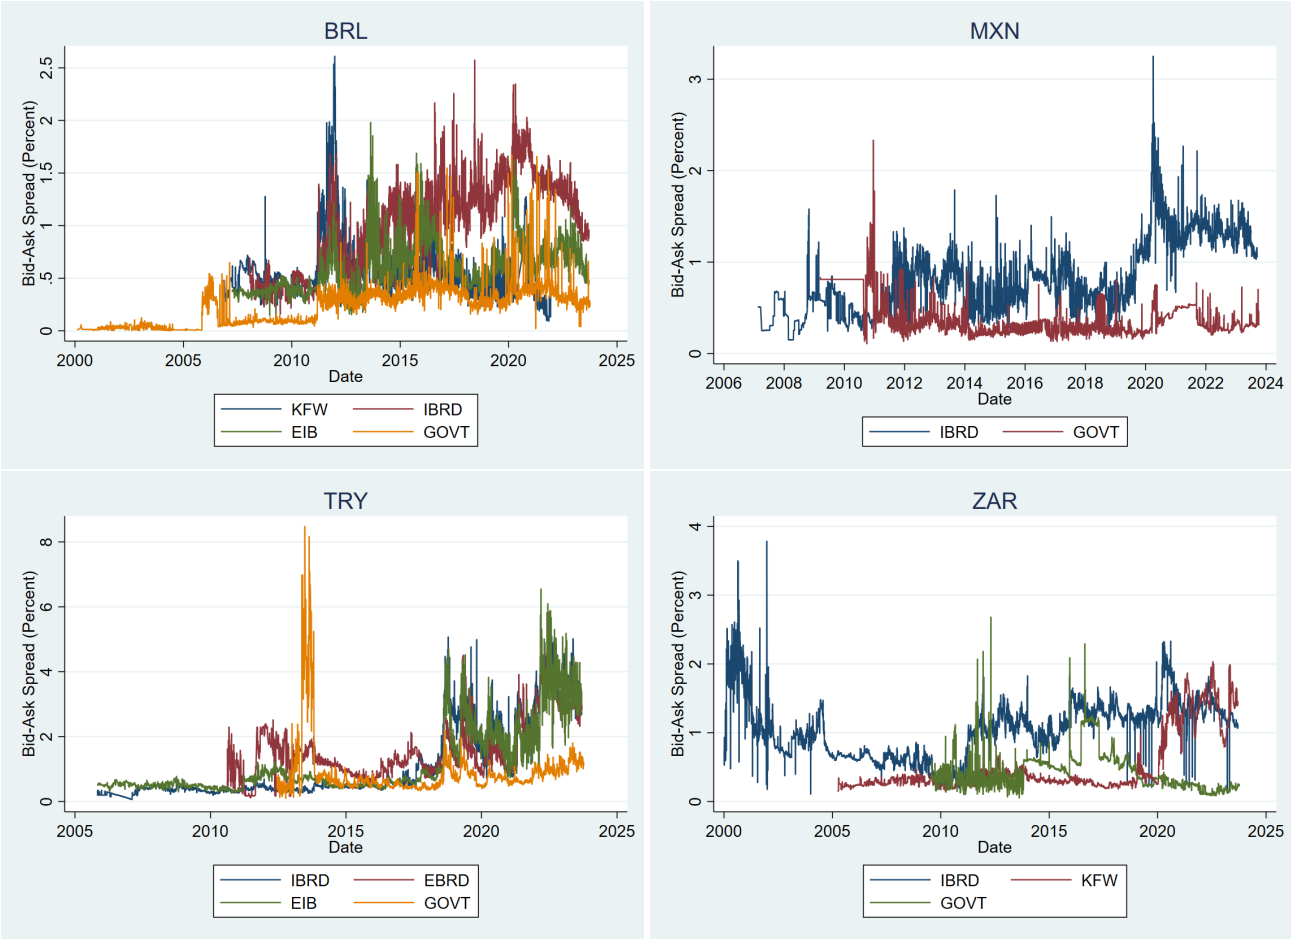 BRL
Bid-Ask Spread (Percent)
2.5
2
1.5
1
.5
0
2000 2005 2010 2015 2020 2025
Date
KFW IBRD
EIB GOVT
MXN
Bid-Ask Spread (Percent)
3
2
1
0
2006 2008 2010 2012 2014 2016 2018 2020 2022 2024
Date
IBRD GOVT
TRY
Bid-Ask Spread (Percent)
8
6
4
2
0
2005 2010 2015 2020 2025
Date
IBRD EBRD
EIB GOVT
ZAR
Bid-Ask Spread (Percent)
4
3
2
1
0
2000 2005 2010 2015 2020 2025
Date
IBRD KFW
GOVT